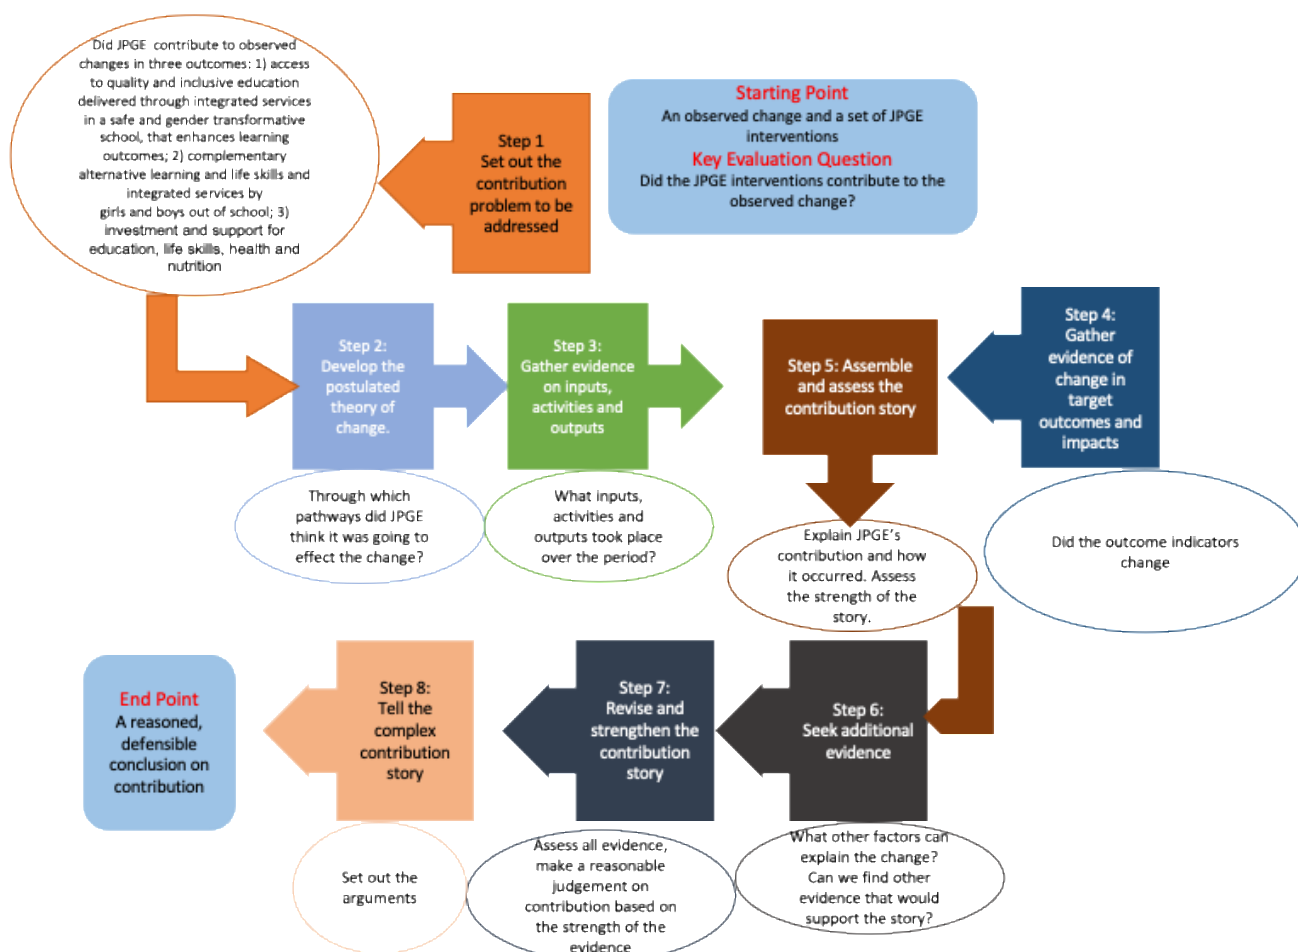 Did JPGE contribute to observed
changes in three outcomes: 1) access
to quality and inclusive education
delivered through integrated services
in a safe and gender transformative
school, that enhances learning
outcomes; 2) complementary
alternative learning and life skills and
integrated services by
girls and boys out of school; 3)
investment and support for
education, life skills, health and
nutrition
Step 1
Set out the
contribution
problem to be
addressed
Starting Point
An observed change and a set of JPGE
interventions
Key Evaluation Question
Did the JPGE interventions contribute to the
observed change?
Step 2:
Develop the
postulated
theory of
change.
Through which
pathways did JPGE
think it was going to
effect the change?
Step 3:
Gather evidence
on inputs,
activities and
outputs
What inputs,
activities and
outputs took place
over the period?
Step 4:
Gather
evidence of
change in
target
outcomes and
impacts
Did the outcome indicators
change
Step 5: Assemble
and assess the
contribution story
Explain JPGE's
contribution and how
it occurred. Assess
the strength of the
story.
Step 6:
Seek additional
evidence
What other factors can
explain the change?
Can we find other
evidence that would
support the story?
Step 7:
Revise and
strengthen the
contribution
story
Assess all evidence,
make a reasonable
judgement on
contribution based on
the strength of the
evidence
Step 8:
Tell the
complex
contribution
story
Set out the
arguments
End Point
A reasoned,
defensible
conclusion on
contribution